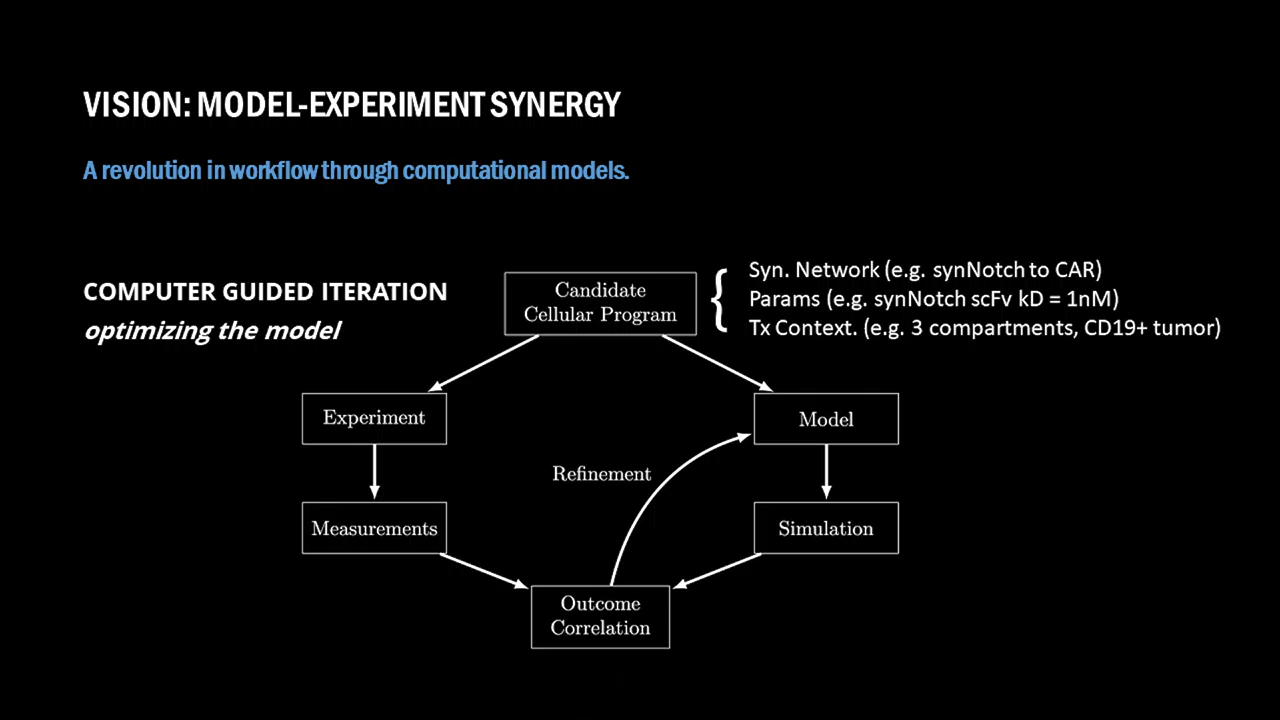 VISION: MODEL-EXPERIMENT SYNERGY
A revolution in workflow through computational models.
COMPUTER GUIDED ITERATION
optimizing the model
Candidate
Cellular Program
Syn. Network (e.g. synNotch to CAR)
Params (e.g. synNotch scFv kD = 1nM)
Tx Context. (e.g. 3 compartments, CD19+ tumor)
Experiment
Model
Refinement
Measurements
Simulation
Outcome
Correlation